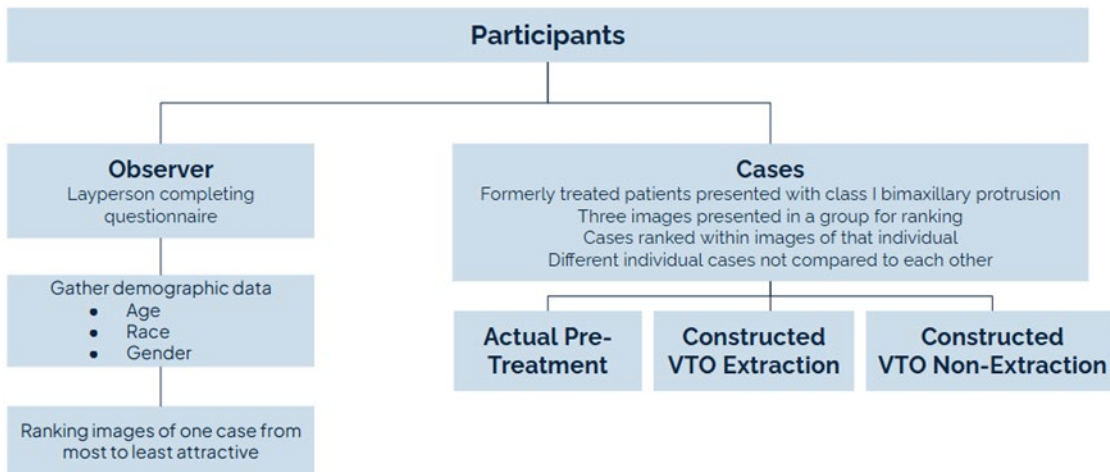 Participants
Observer
Layperson completing
questionnaire
Gather demographic data
● Age
● Race
● Gender
Ranking images of one case from
most to least attractive
Cases
Formerly treated patients presented with class I bimaxillary protrusion
Three images presented in a group for ranking
Cases ranked within images of that individual
Different individual cases not compared to each other
Actual Pre-
Treatment
Constructed
VTO Extraction
Constructed
VTO Non-Extraction